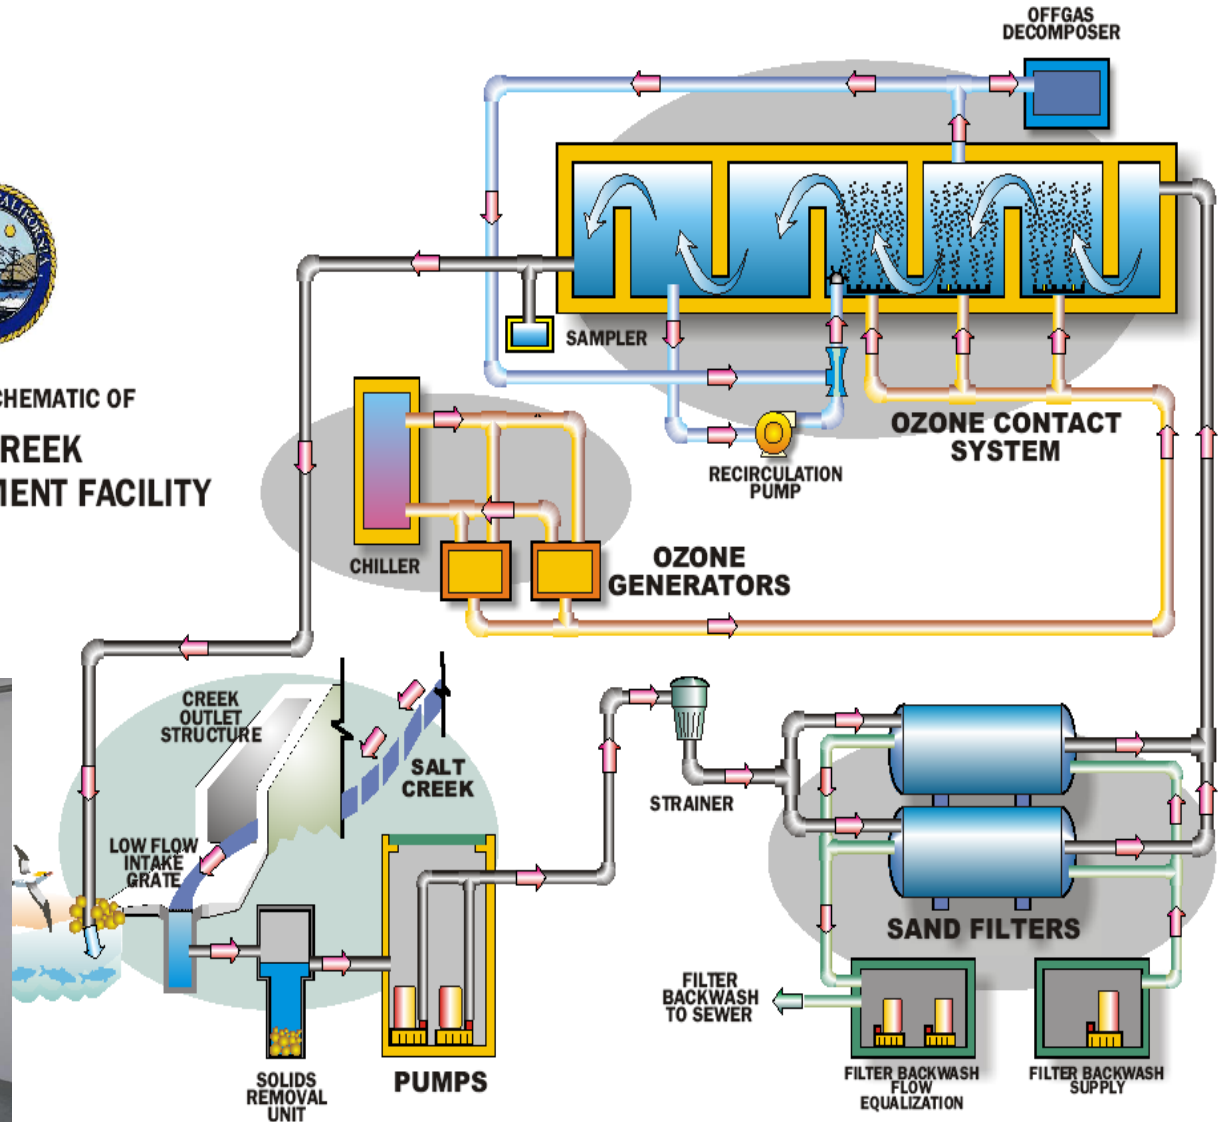 OFFGAS
DECOMPOSER
CALIFORNIA
SAMPLER
OZONE CONTACT
SYSTEM
RECIRCULATION
PUMP
CHEMATIC OF
REEK
MENT FACILITY
CHILLER
OZONE
GENERATORS
CREEK
OUTLET
STRUCTURE
SALT
CREEK
STRAINER
LOW FLOW
INTAKE
GRATE
SAND FILTERS
FILTER
BACKWASH
TO SEWER
SOLIDS
REMOVAL
UNIT
PUMPS
FILTER BACKWASH
FLOW
EQUALIZATION
FILTER BACKWASH
SUPPLY